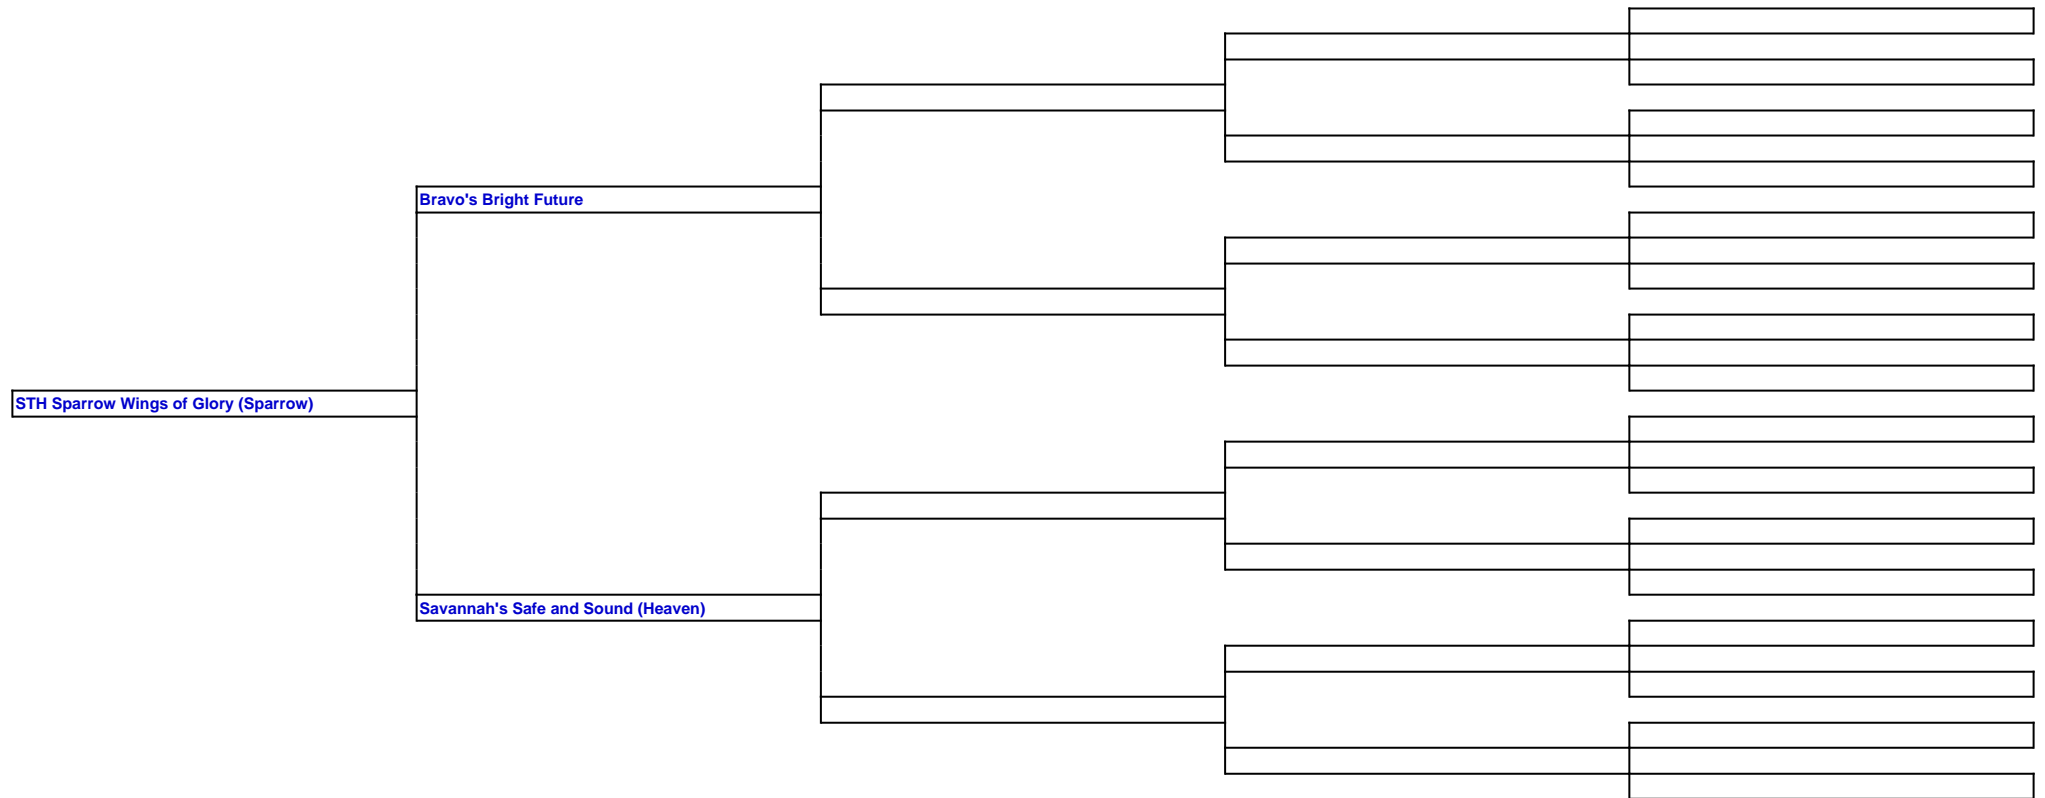 Bravo's Bright Future
STH Sparrow Wings of Glory (Sparrow)
Savannah's Safe and Sound (Heaven)